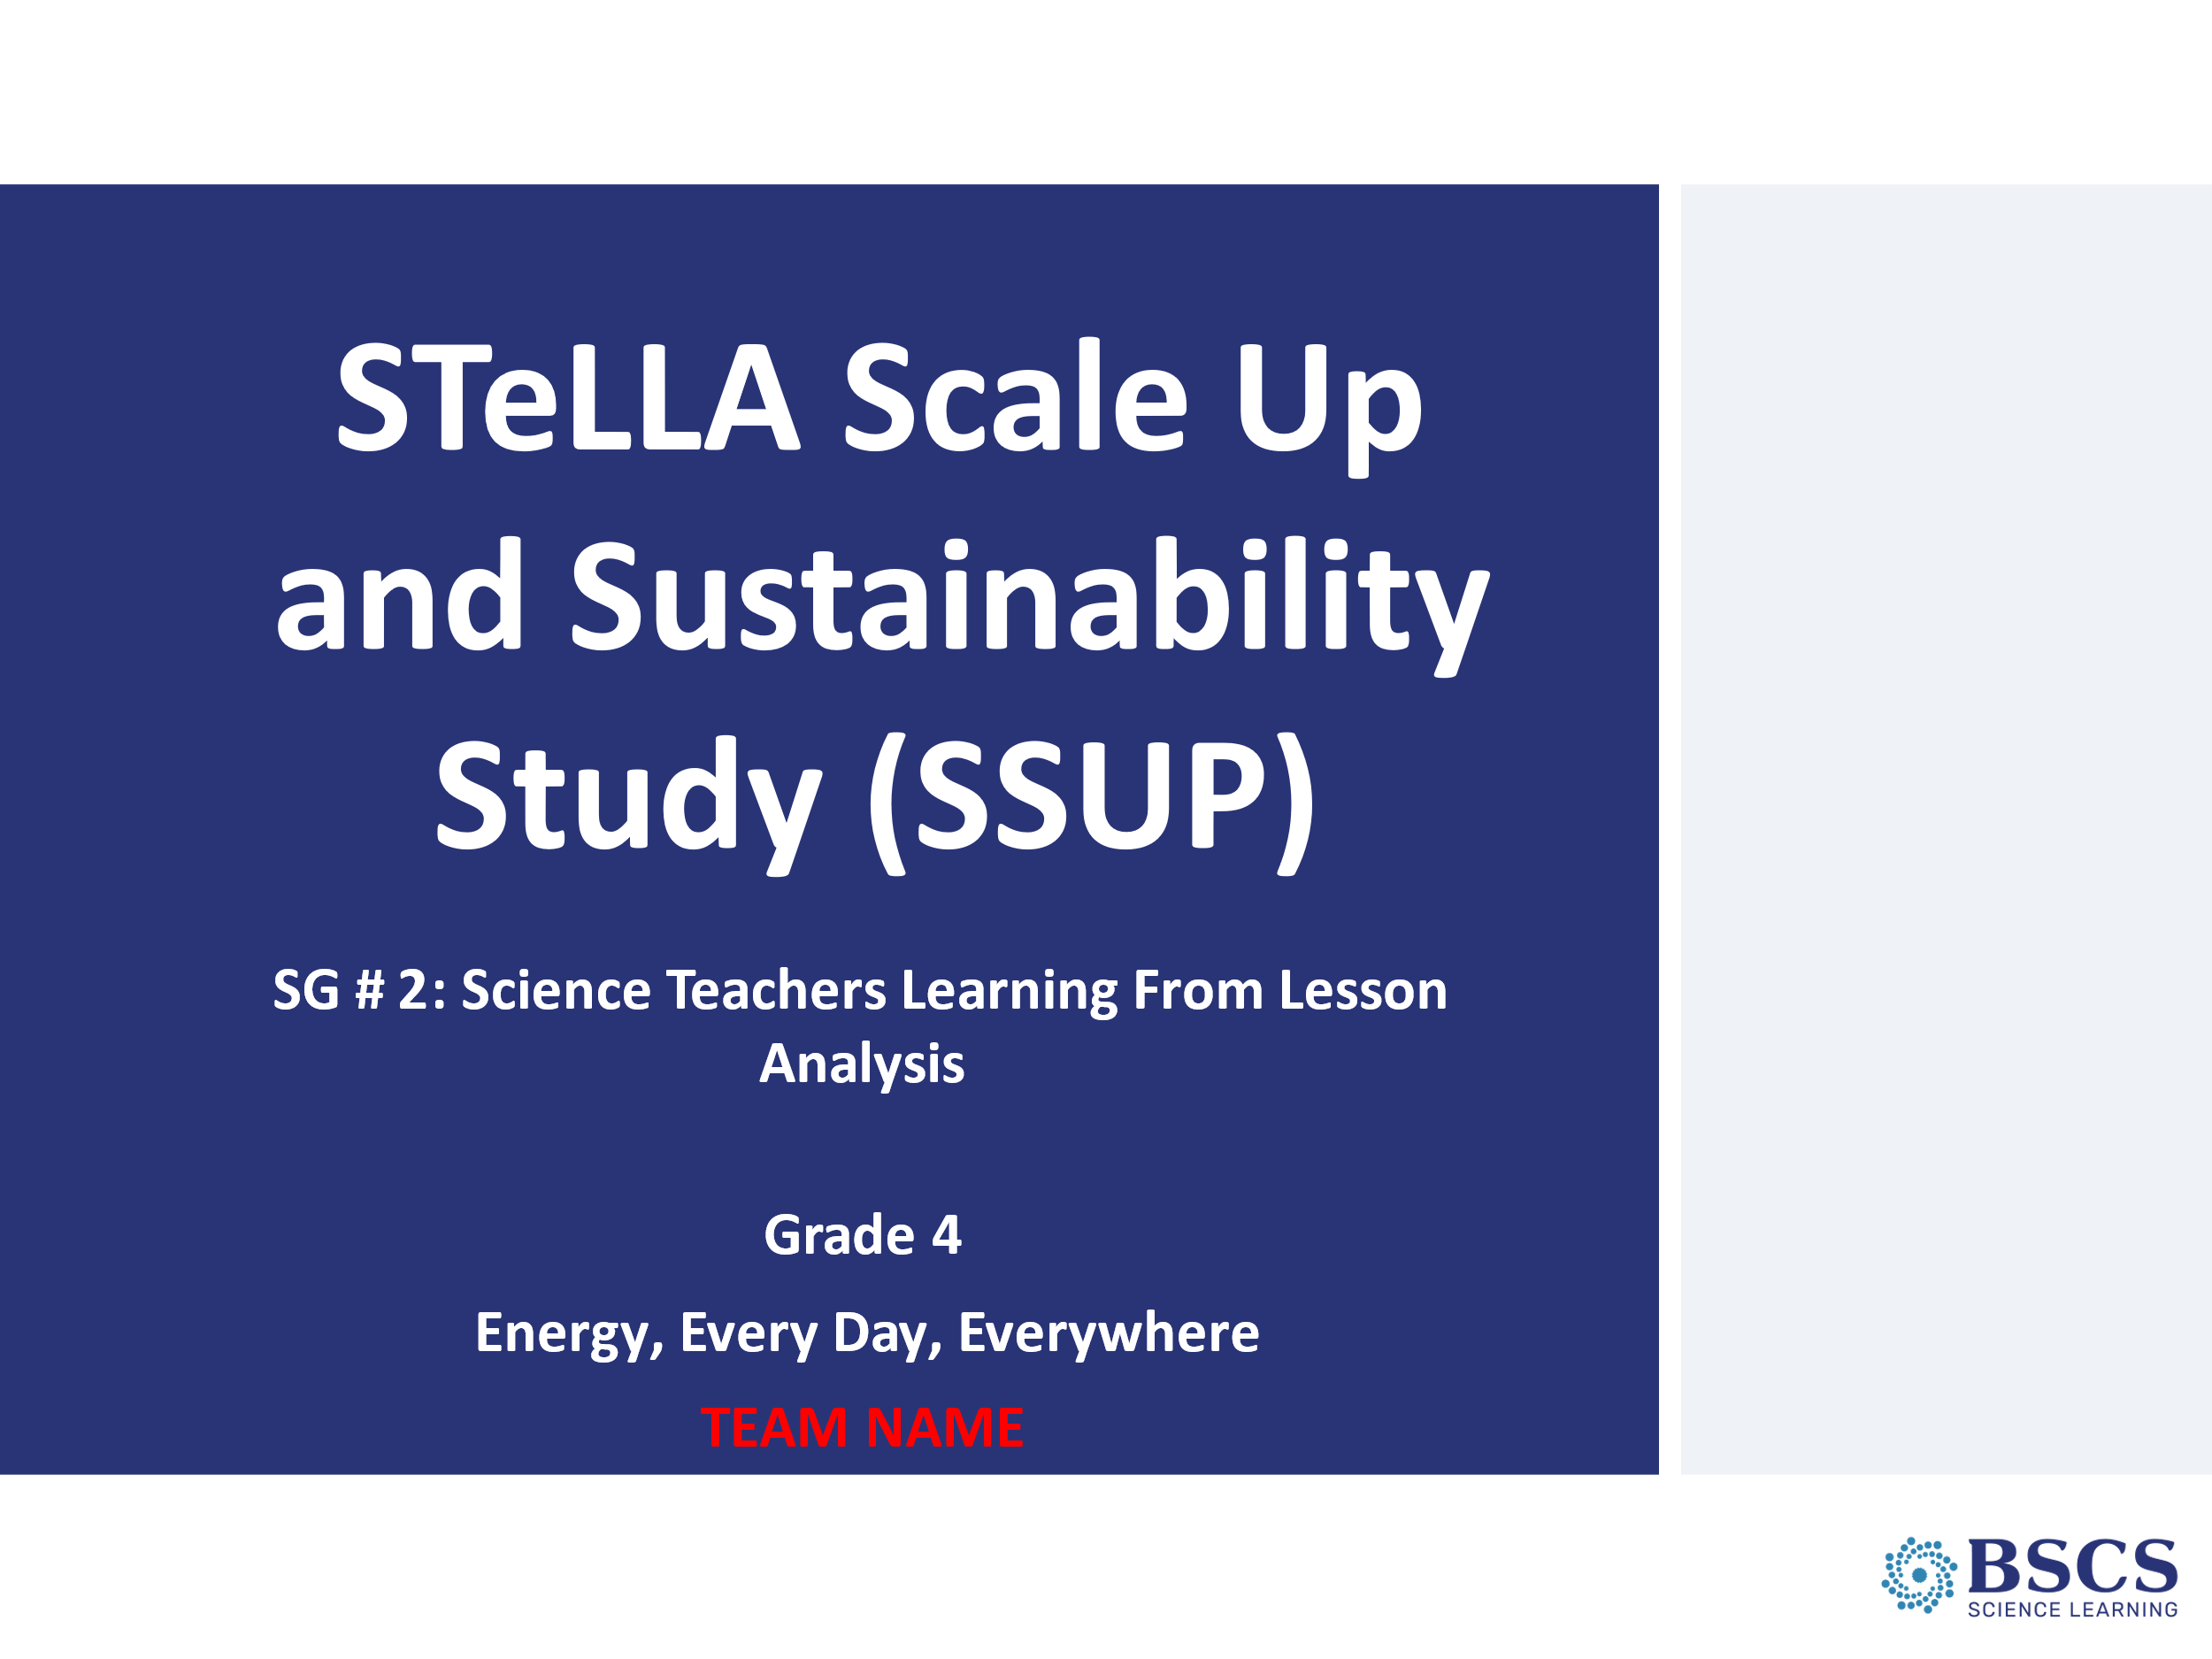 STeLLA Scale Up
and Sustainability
Study (SSUP)
SG # 2: Science Teachers Learning From Lesson
Analysis
Grade 4
Energy, Every Day, Everywhere
TEAM NAME
BSCS
SCIENCE LEARNING